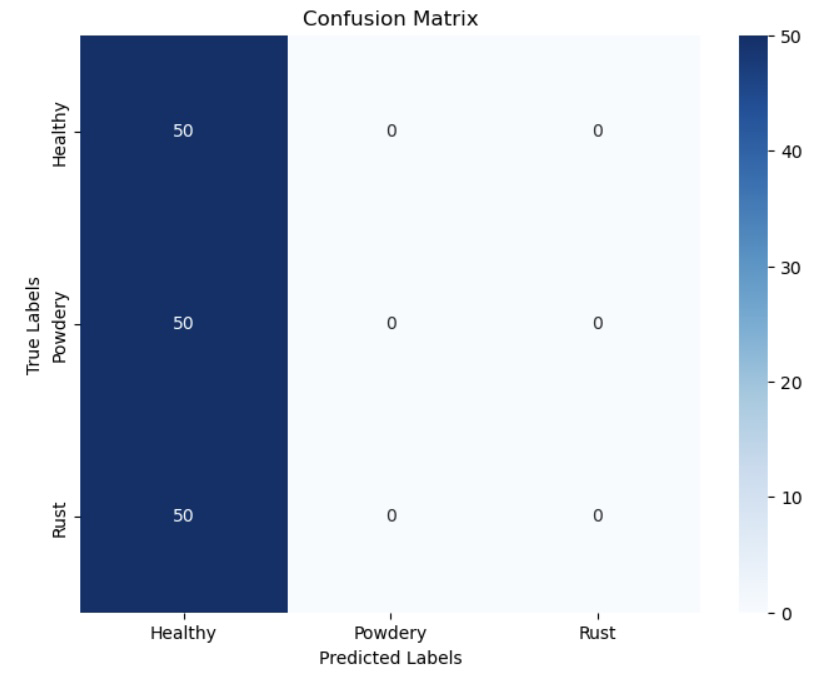 Confusion Matrix
True Labels
Healthy
50 0 0
Powdery
50 0 0
Rust
50 0 0
Healthy Powdery Rust
Predicted Labels
50
40
30
20
10
0